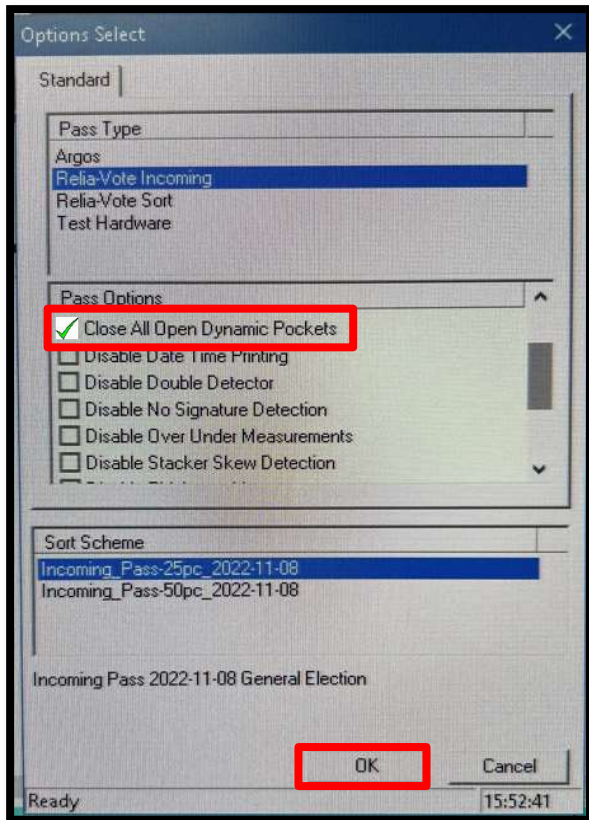 Options Select
Standard
Pass Type
Argos
Relia-Vote Incoming
Relia-Vote Sort
Test Hardware
Pass Options
Close All Open Dynamic Pockets
Disable Date Time Printing
Disable Double Detector
Disable No Signature Detection
Disable Over Under Measurements
Disable Stacker Skew Detection
Sort Scheme
Incoming_Pass-25pc_2022-11-08
Incoming_Pass-50pc_2022-11-08
Incoming Pass 2022-11-08 General Election
OK Cancel
Ready 15:52:41